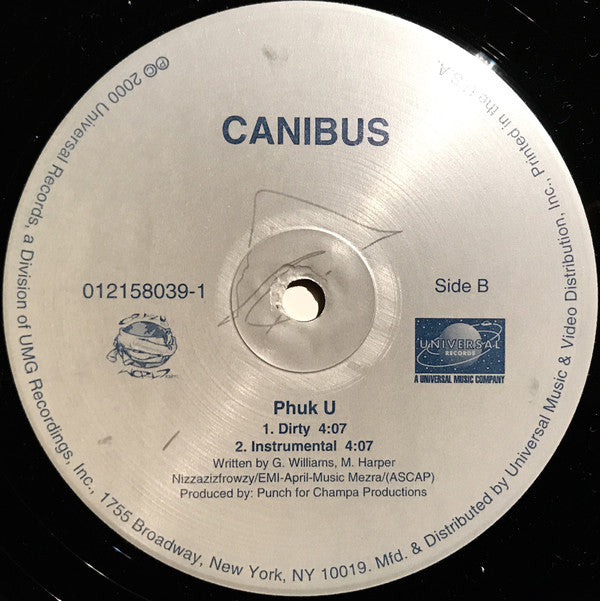 CANIBUS
012158039-1
Side B
UNIVERSAL
RECORDS
A UNIVERSAL MUSIC COMPANY
Phuk U
1. Dirty 4:07
2. Instrumental 4:07
Written by G. Williams, M. Harper
Nizzazizfrowzy/EMI-April-Music Mezra/(ASCAP)
Produced by: Punch for Champa Productions
℗© 2000 Universal Records, a Division of UMG Recordings, Inc., 1755 Broadway, New York, NY 10019. Mfd. & Distributed by Universal Music & Video Distribution, Inc., Printed in the U.S.A.